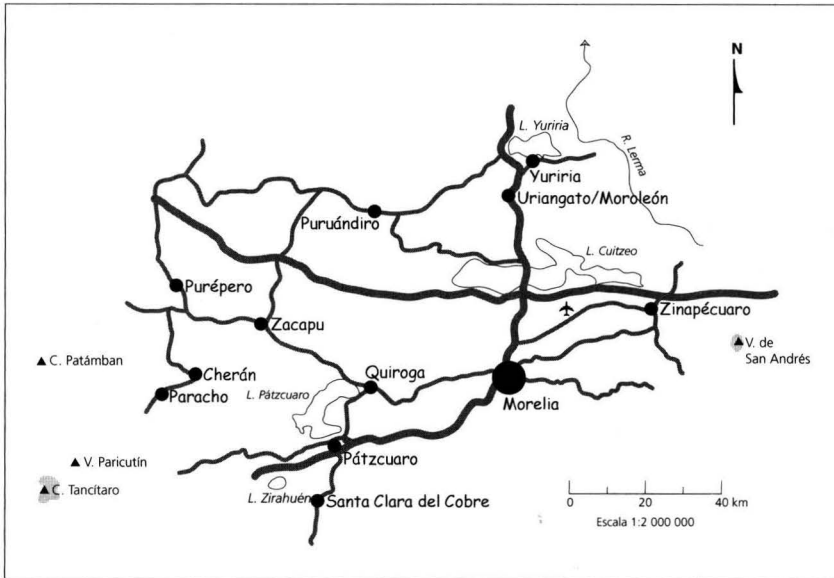 N
L. Yuriria
R. Lerma
Yuriria
Uriangato/Moroleón
Puruándiro
L. Cuitzeo
Purépero
Zinapécuaro
Zacapu
V. de
San Andrés
C. Patámban
Cherán
Quiroga
Paracho
L. Pátzcuaro
Morelia
V. Paricutín
Pátzcuaro
C. Tancítaro
L. Zirahuén
Santa Clara del Cobre
0 20 40 km
Escala 1:2 000 000